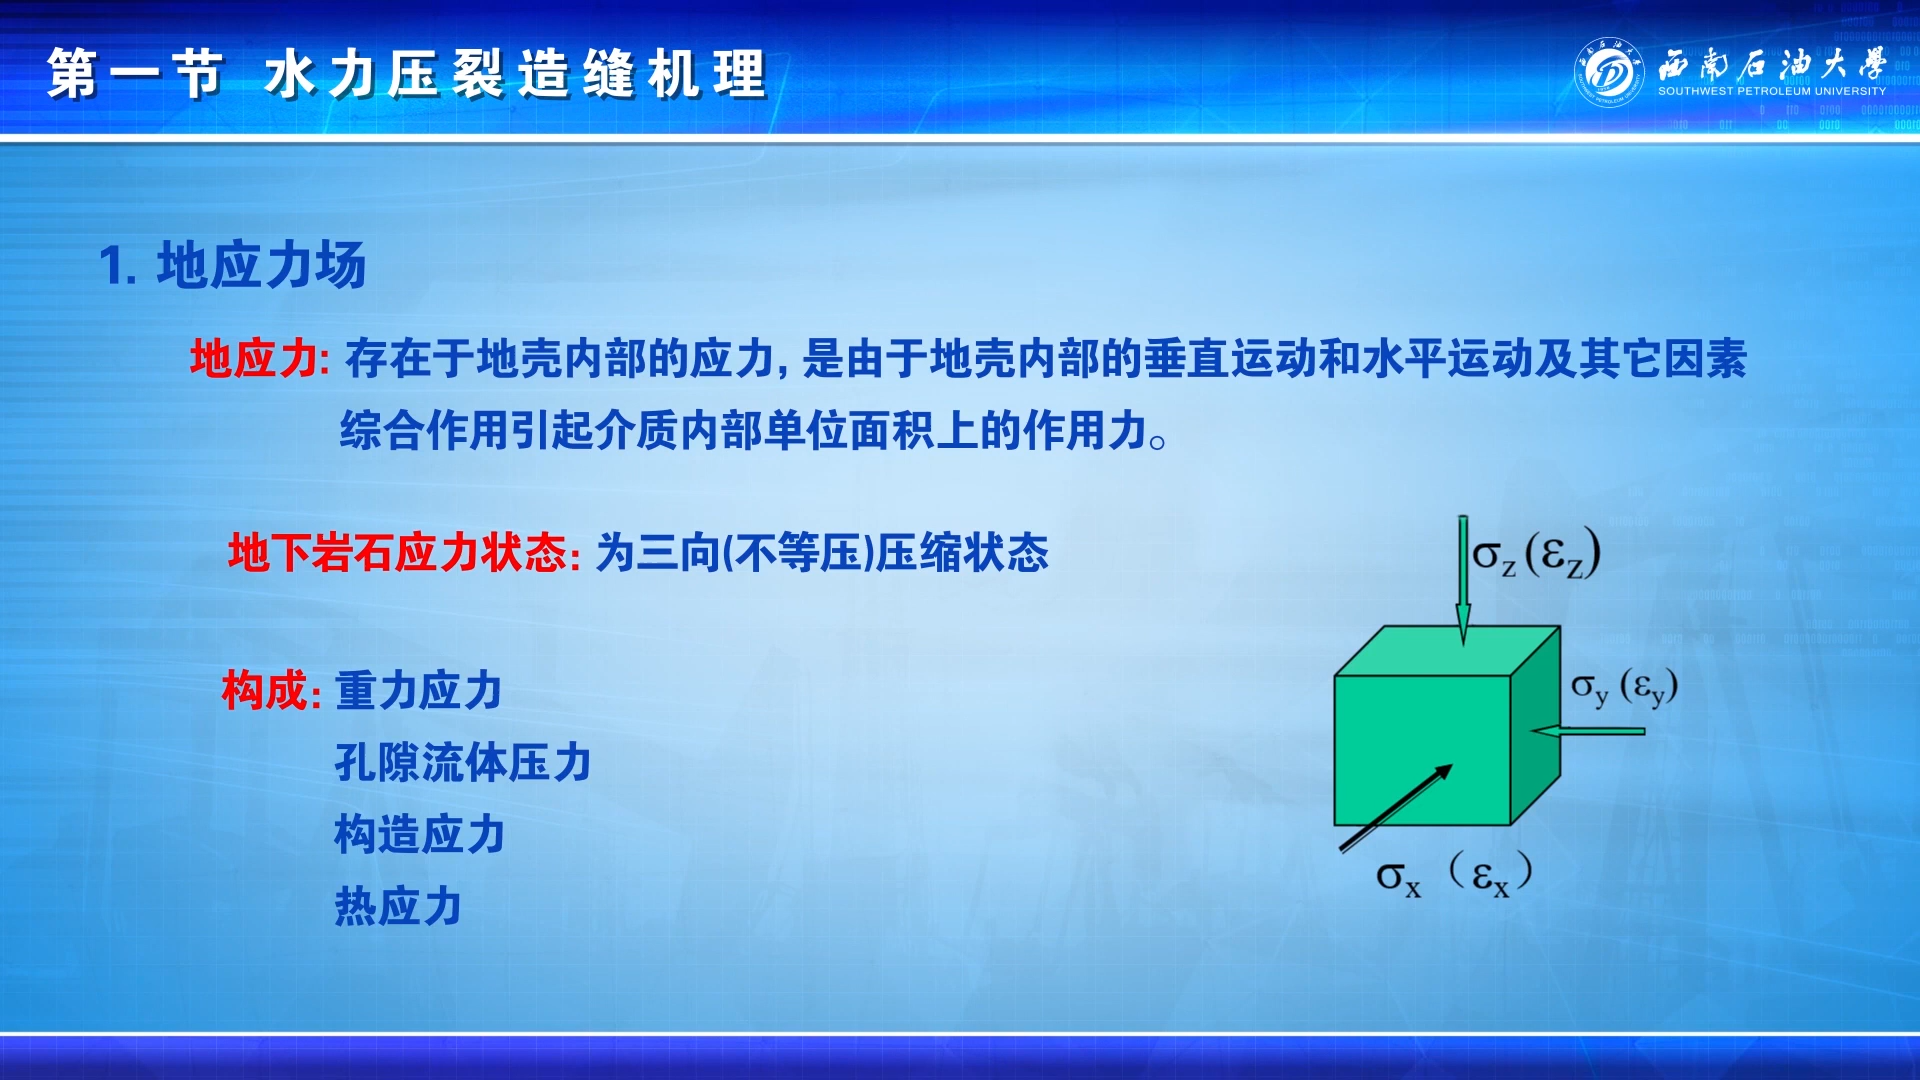 第一节 水力压裂造缝机理
西南石油大学
SOUTHWEST PETROLEUM UNIVERSITY
1. 地应力场
地应力: 存在于地壳内部的应力, 是由于地壳内部的垂直运动和水平运动及其它因素
综合作用引起介质内部单位面积上的作用力。
地下岩石应力状态: 为三向(不等压)压缩状态
构成: 重力应力
孔隙流体压力
构造应力
热应力
σz (εz)
σy (εy)
σx （εx）